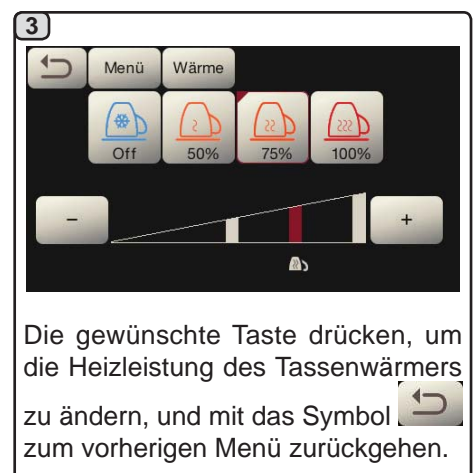 3
Menü Wärme
Off 50% 75% 100%
– +
Die gewünschte Taste drücken, um
die Heizleistung des Tassenwärmers
zu ändern, und mit das Symbol
zum vorherigen Menü zurückgehen.